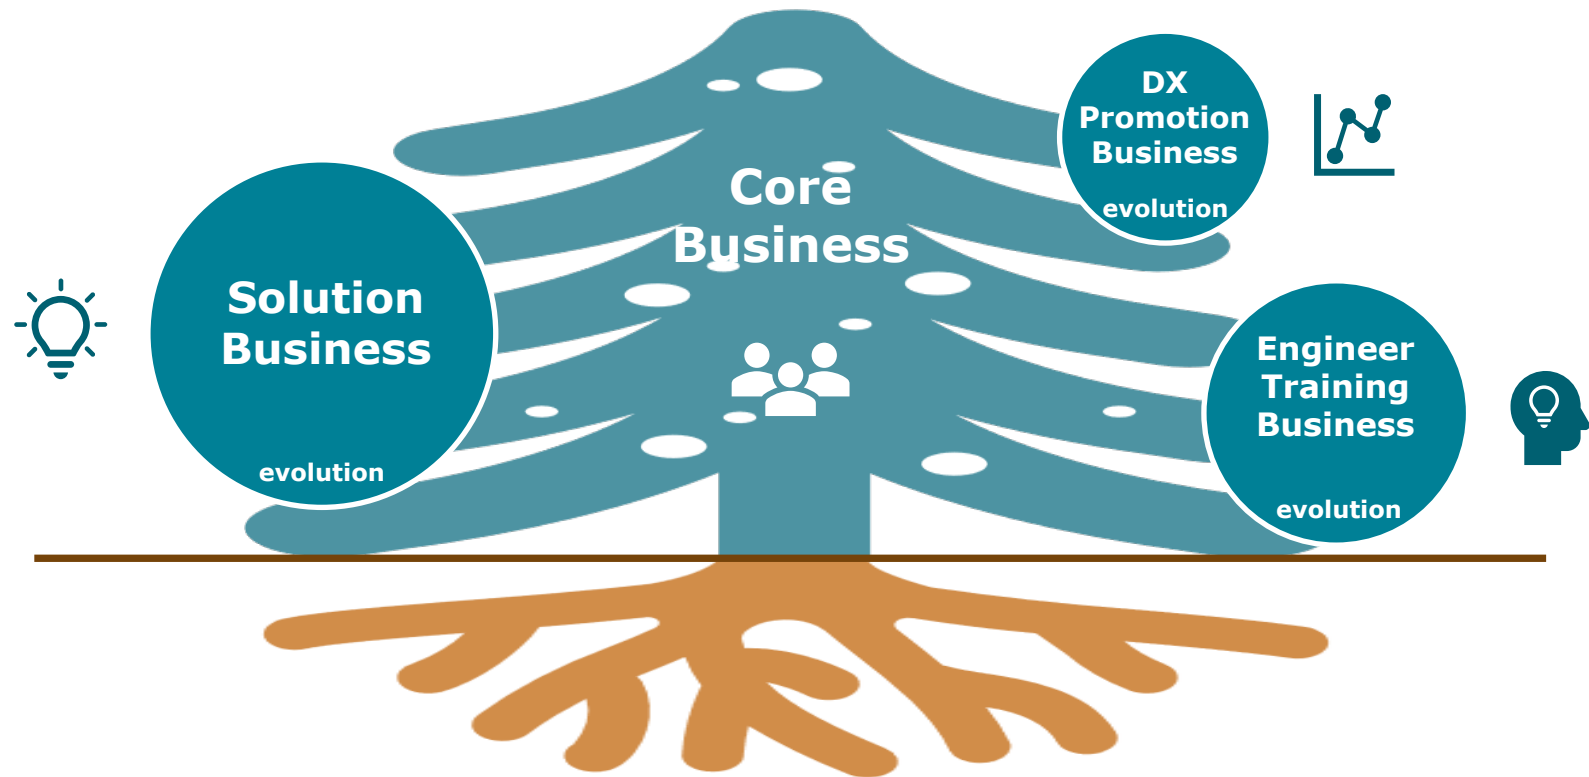 Core
Business
Solution
Business
evolution
DX
Promotion
Business
evolution
Engineer
Training
Business
evolution